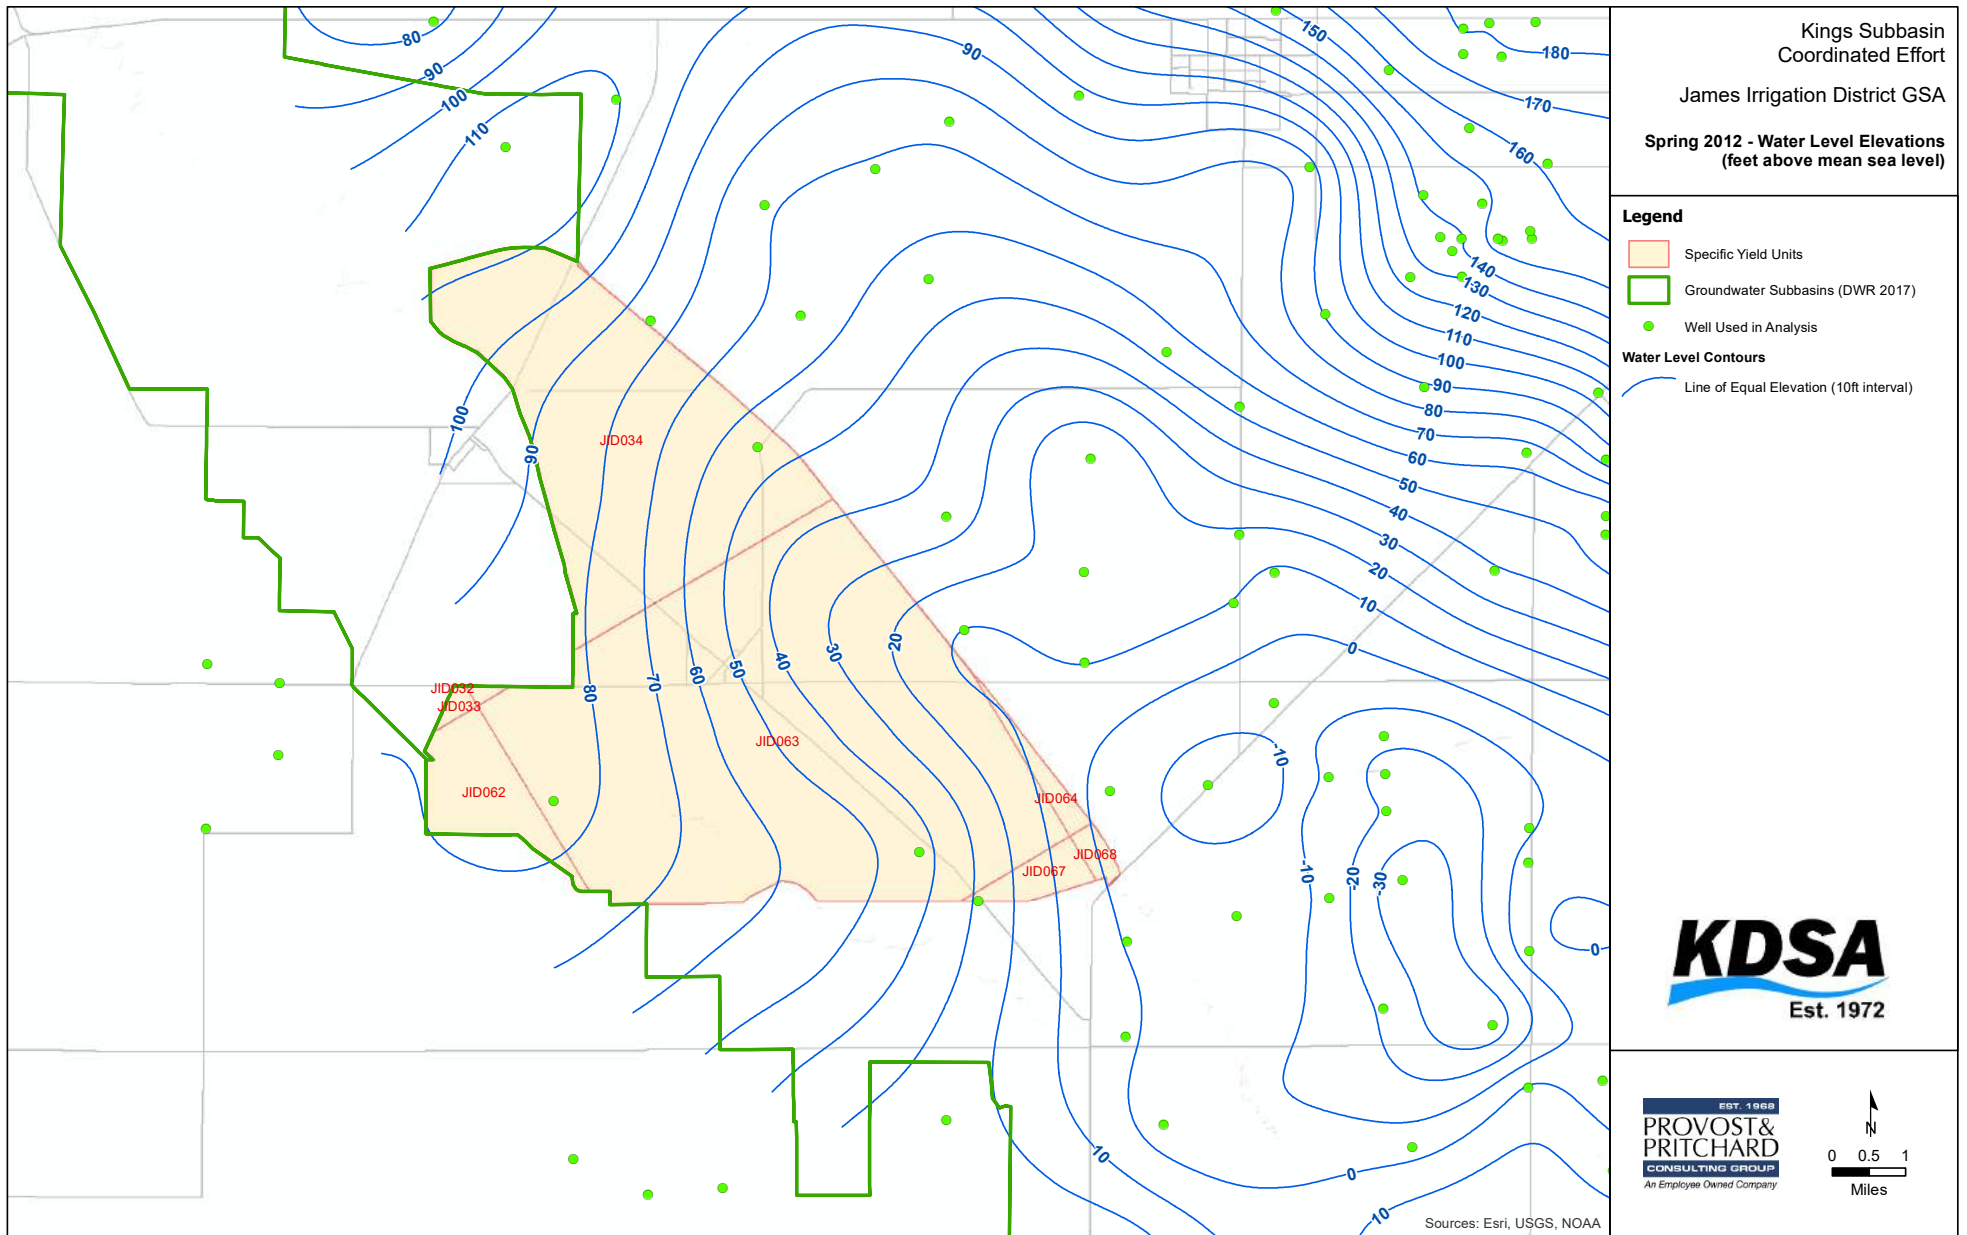 Kings Subbasin
Coordinated Effort
James Irrigation District GSA
Spring 2012 - Water Level Elevations
(feet above mean sea level)
Legend
Specific Yield Units
Groundwater Subbasins (DWR 2017)
Well Used in Analysis
Water Level Contours
Line of Equal Elevation (10ft interval)
KDSA
Est. 1972
EST. 1968
PROVOST&
PRITCHARD
CONSULTING GROUP
An Employee Owned Company
N
0 0.5 1
Miles
80
90
100
110
90
150
180
170
160
140
130
120
110
100
90
80
70
60
50
40
30
20
10
0
100
90
JID034
80
70
60
50
40
30
20
JID032
JID033
JID063
JID062
JID064
JID068
JID067
-10
-10
-20
-30
0
10
0
10
Sources: Esri, USGS, NOAA